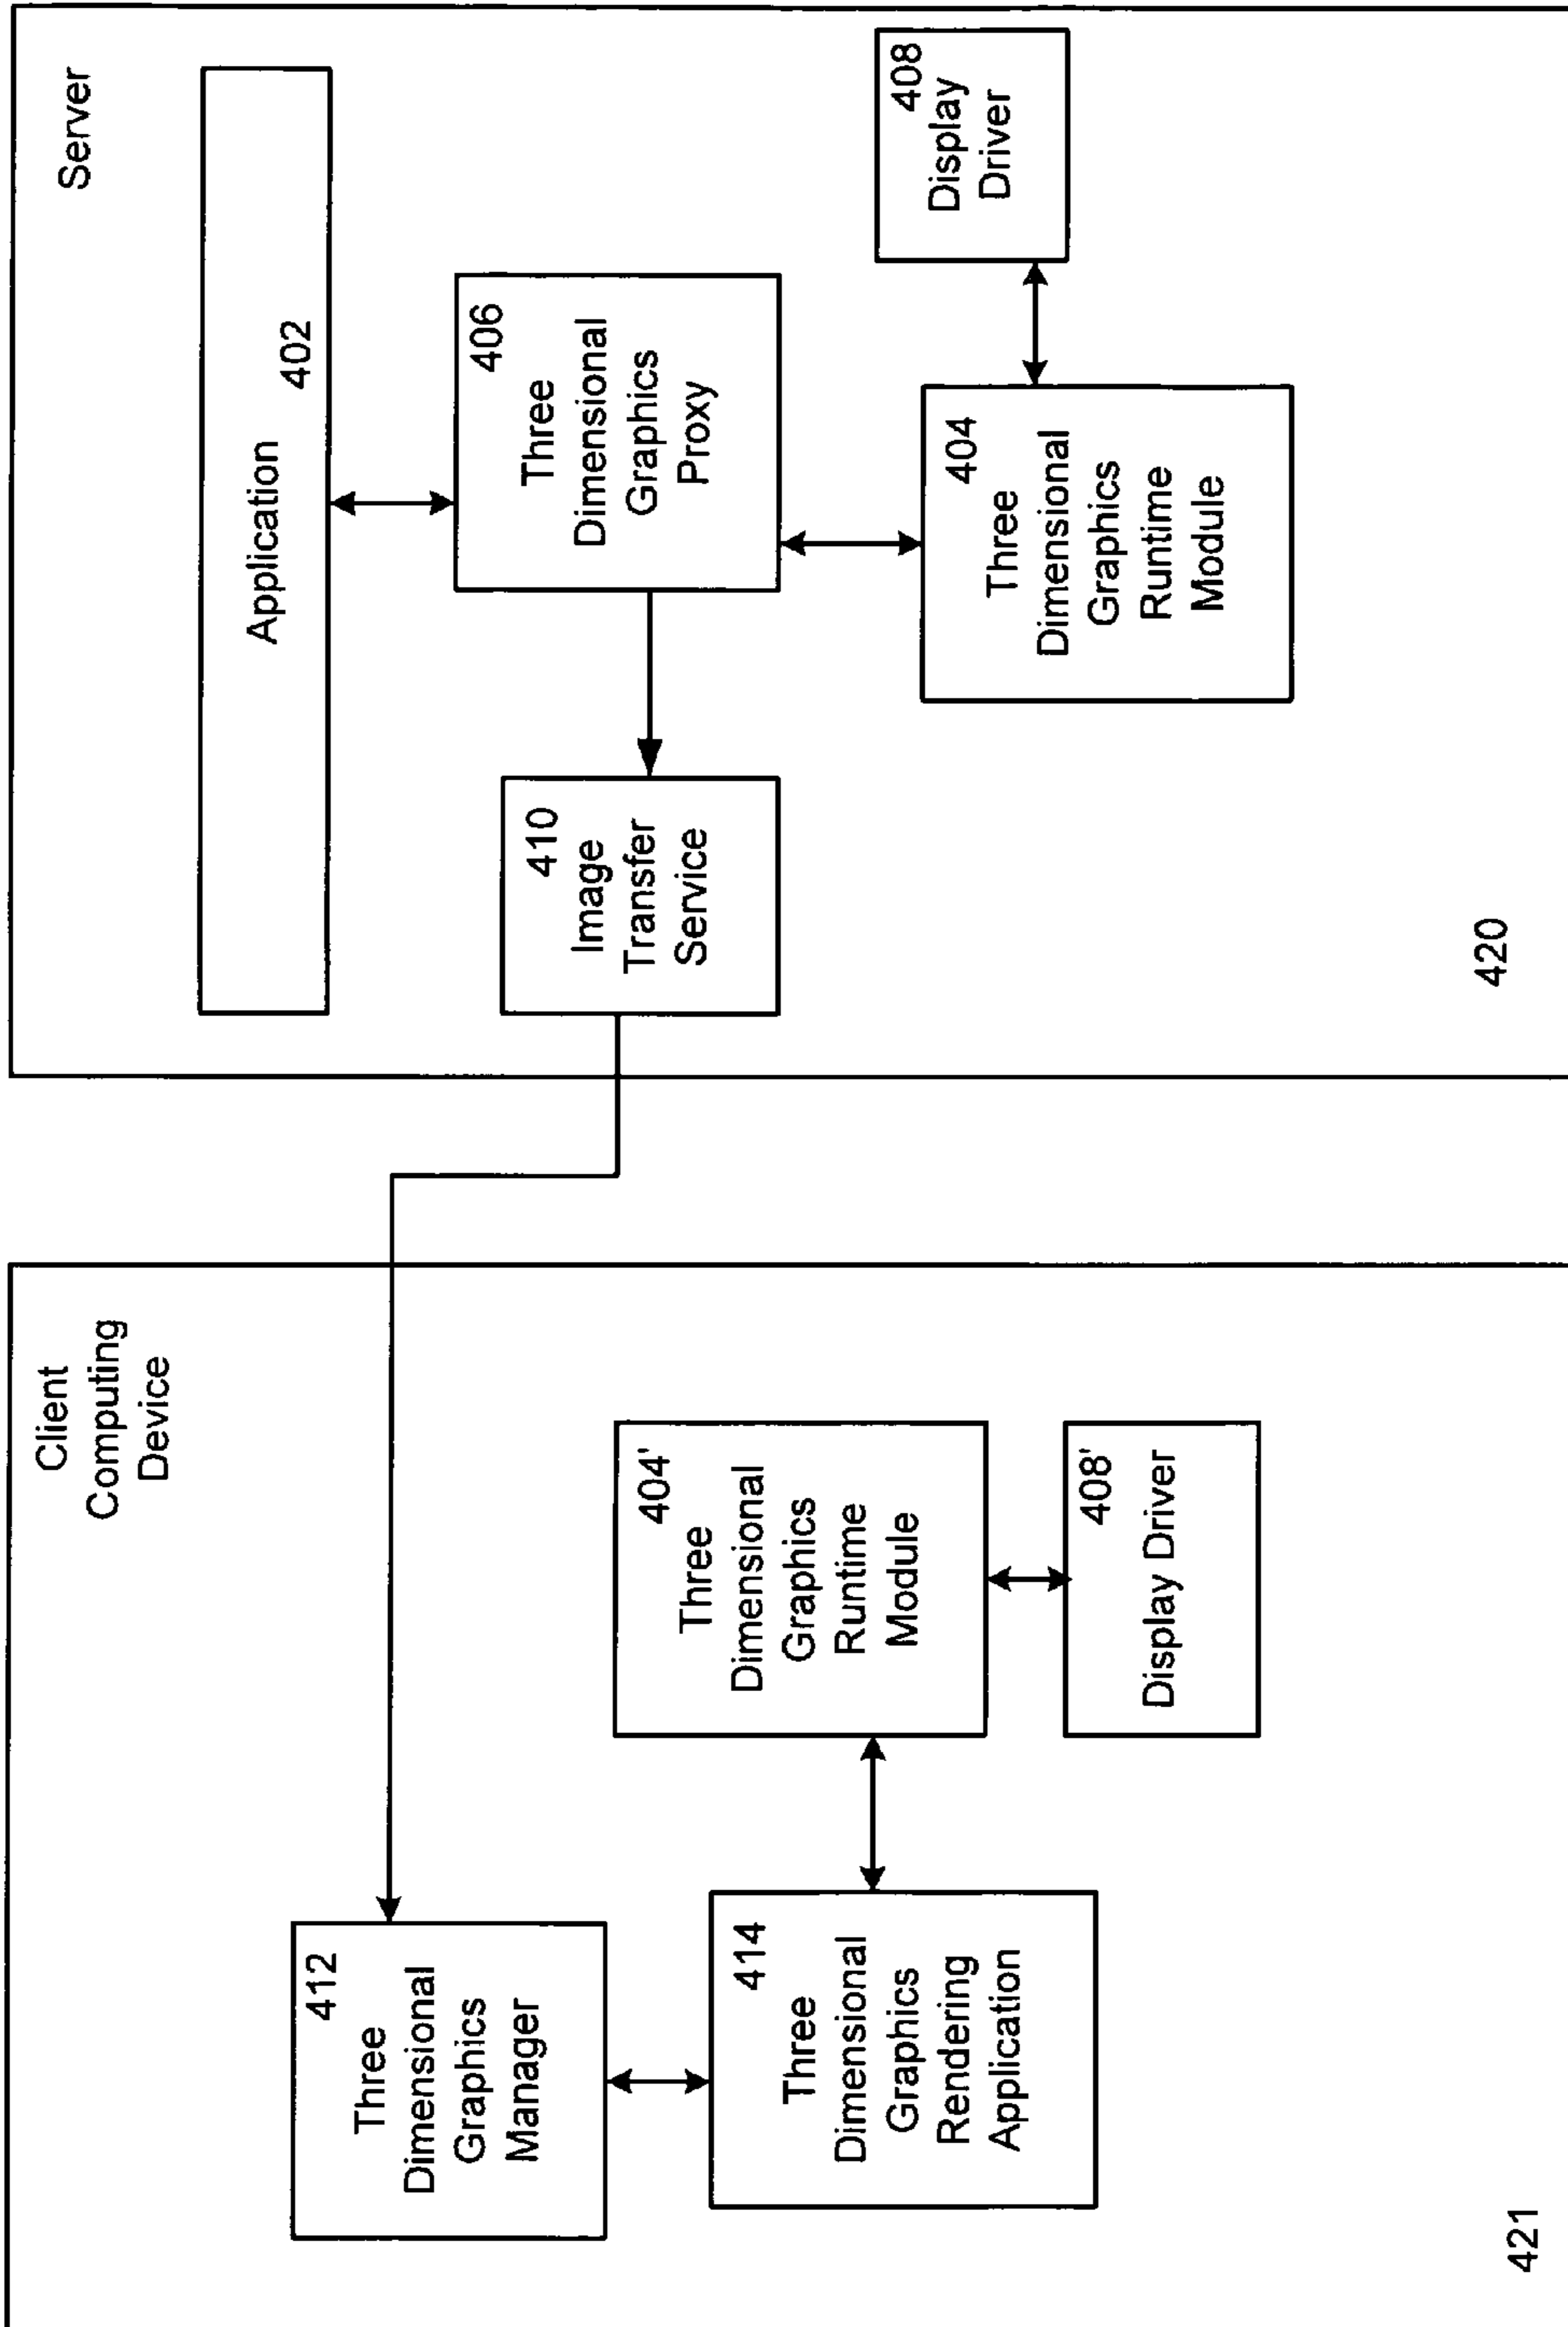 Client
Computing
Device
412
Three
Dimensional
Graphics
Manager
414
Three
Dimensional
Graphics
Rendering
Application
404'
Three
Dimensional
Graphics
Runtime
Module
408'
Display Driver
421
Server
Application
402
410
Image
Transfer
Service
406
Three
Dimensional
Graphics
Proxy
404
Three
Dimensional
Graphics
Runtime
Module
408
Display
Driver
420